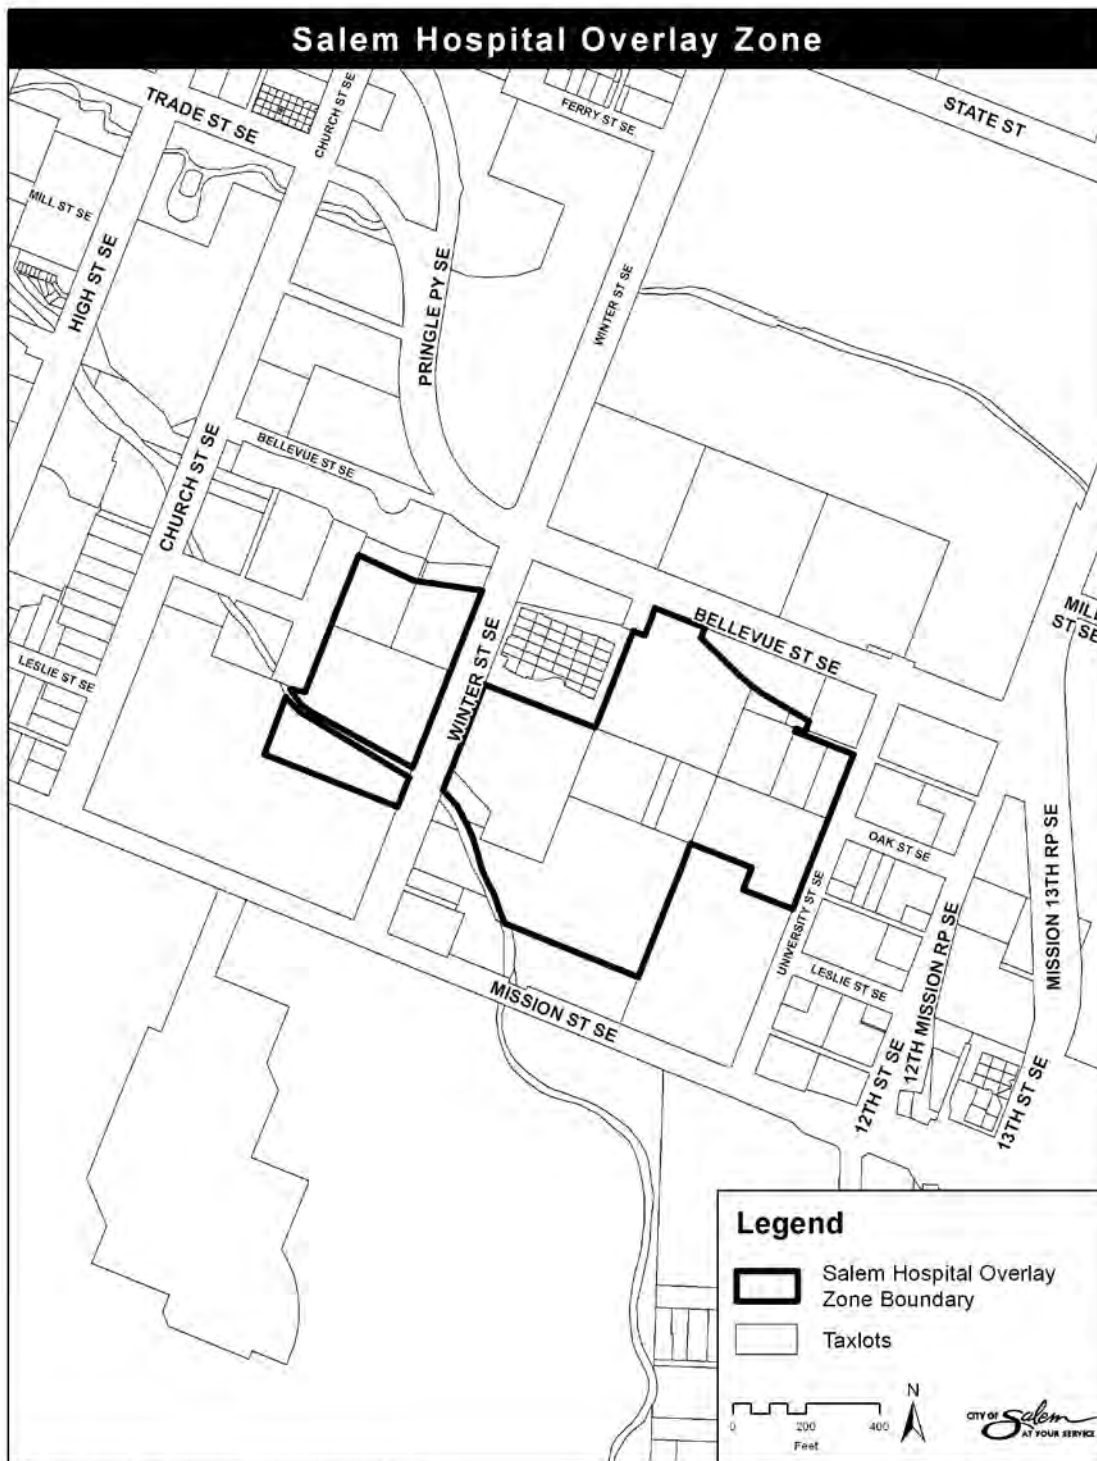 Salem Hospital Overlay Zone
TRADE ST SE
CHURCH ST SE
FERRY ST SE
STATE ST
MILL ST SE
HIGH ST SE
PRINGLE PY SE
WINTER ST SE
BELLEVUE ST SE
CHURCH ST SE
LESLIE ST SE
WINTER ST SE
BELLEVUE ST SE
MILL
ST SE
OAK ST SE
UNIVERSITY ST SE
LESLIE ST SE
12TH MISSION RP SE
MISSION 13TH RP SE
MISSION ST SE
12TH ST SE
13TH ST SE
Legend
Salem Hospital Overlay
Zone Boundary
Taxlots
N
0 200 400
Feet
CITY OF Salem
AT YOUR SERVICE